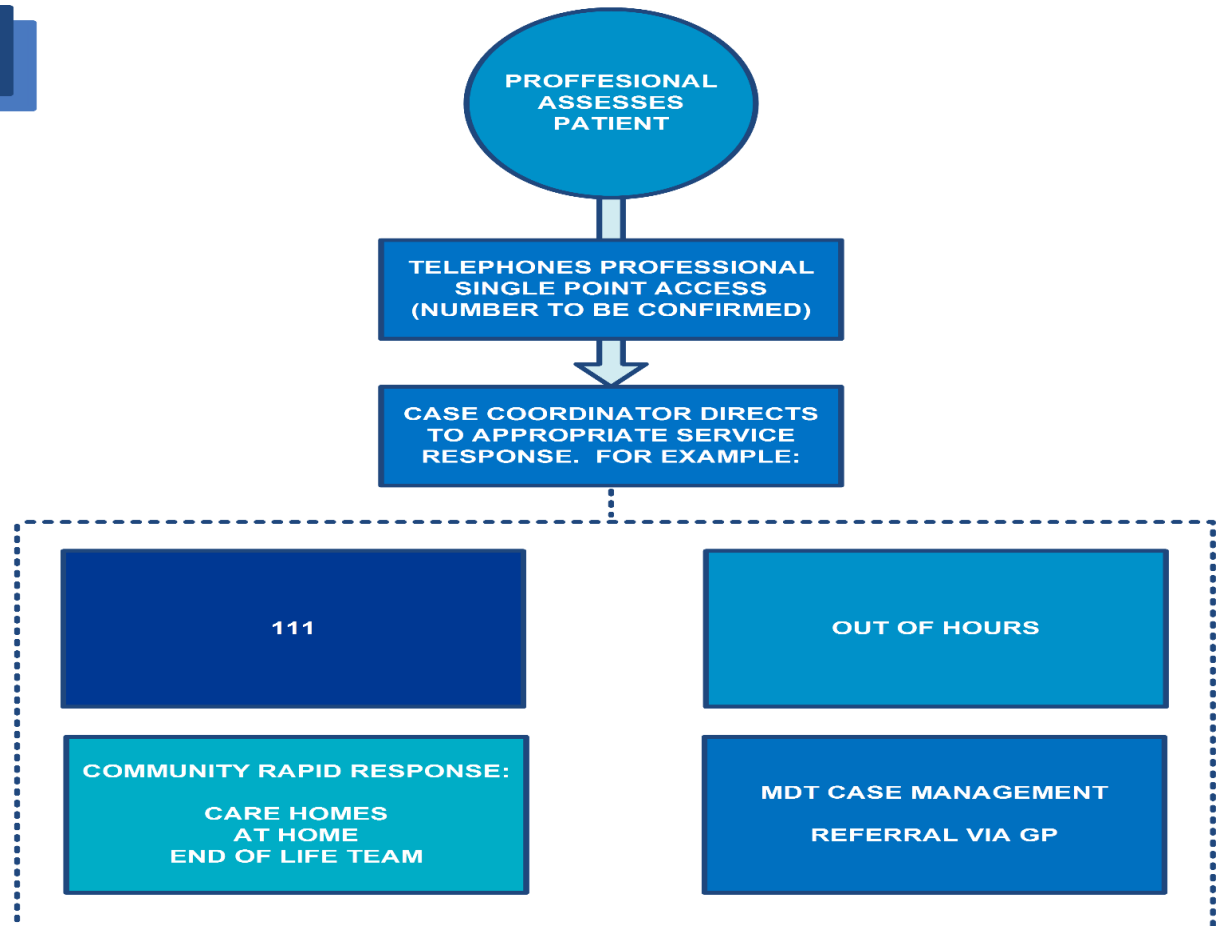 PROFFESIONAL
ASSESSES
PATIENT
TELEPHONES PROFESSIONAL
SINGLE POINT ACCESS
(NUMBER TO BE CONFIRMED)
CASE COORDINATOR DIRECTS
TO APPROPRIATE SERVICE
RESPONSE.  FOR EXAMPLE:
111
OUT OF HOURS
COMMUNITY RAPID RESPONSE:
CARE HOMES
AT HOME
END OF LIFE TEAM
MDT CASE MANAGEMENT
REFERRAL VIA GP